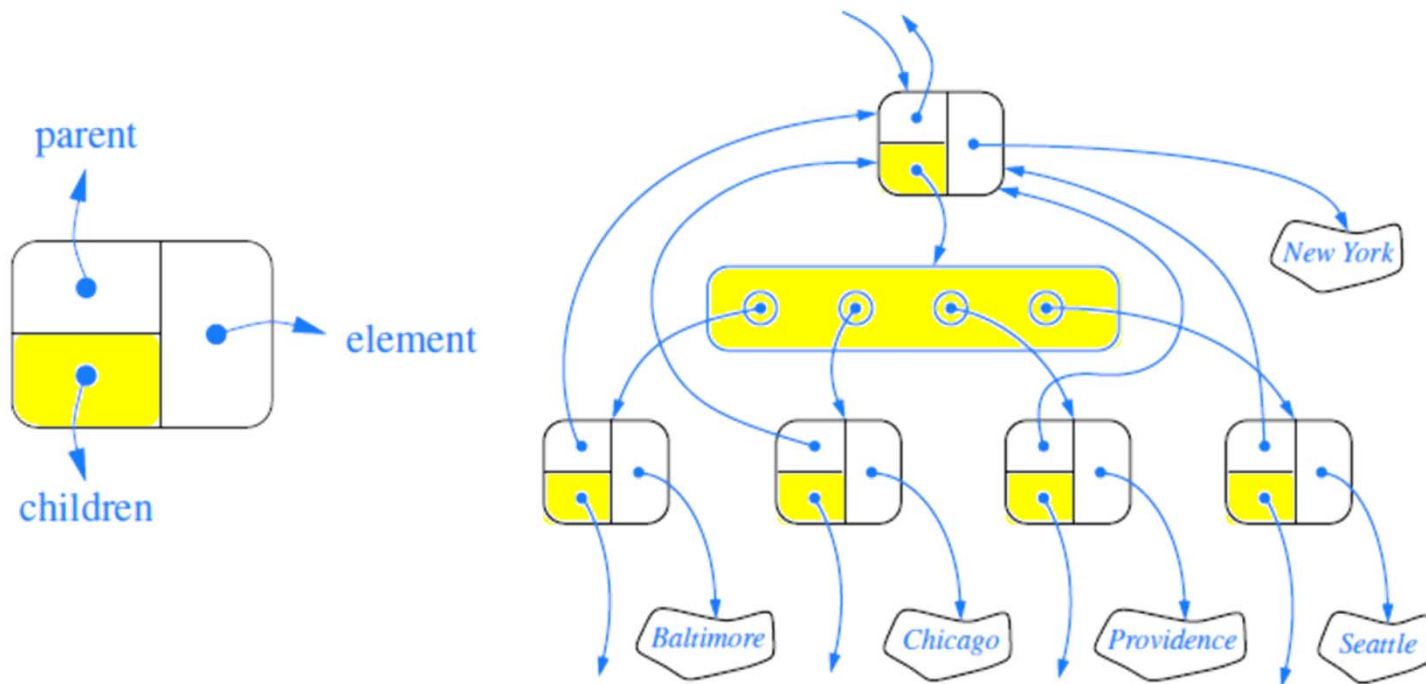 parent
element
children
New York
Baltimore
Chicago
Providence
Seattle